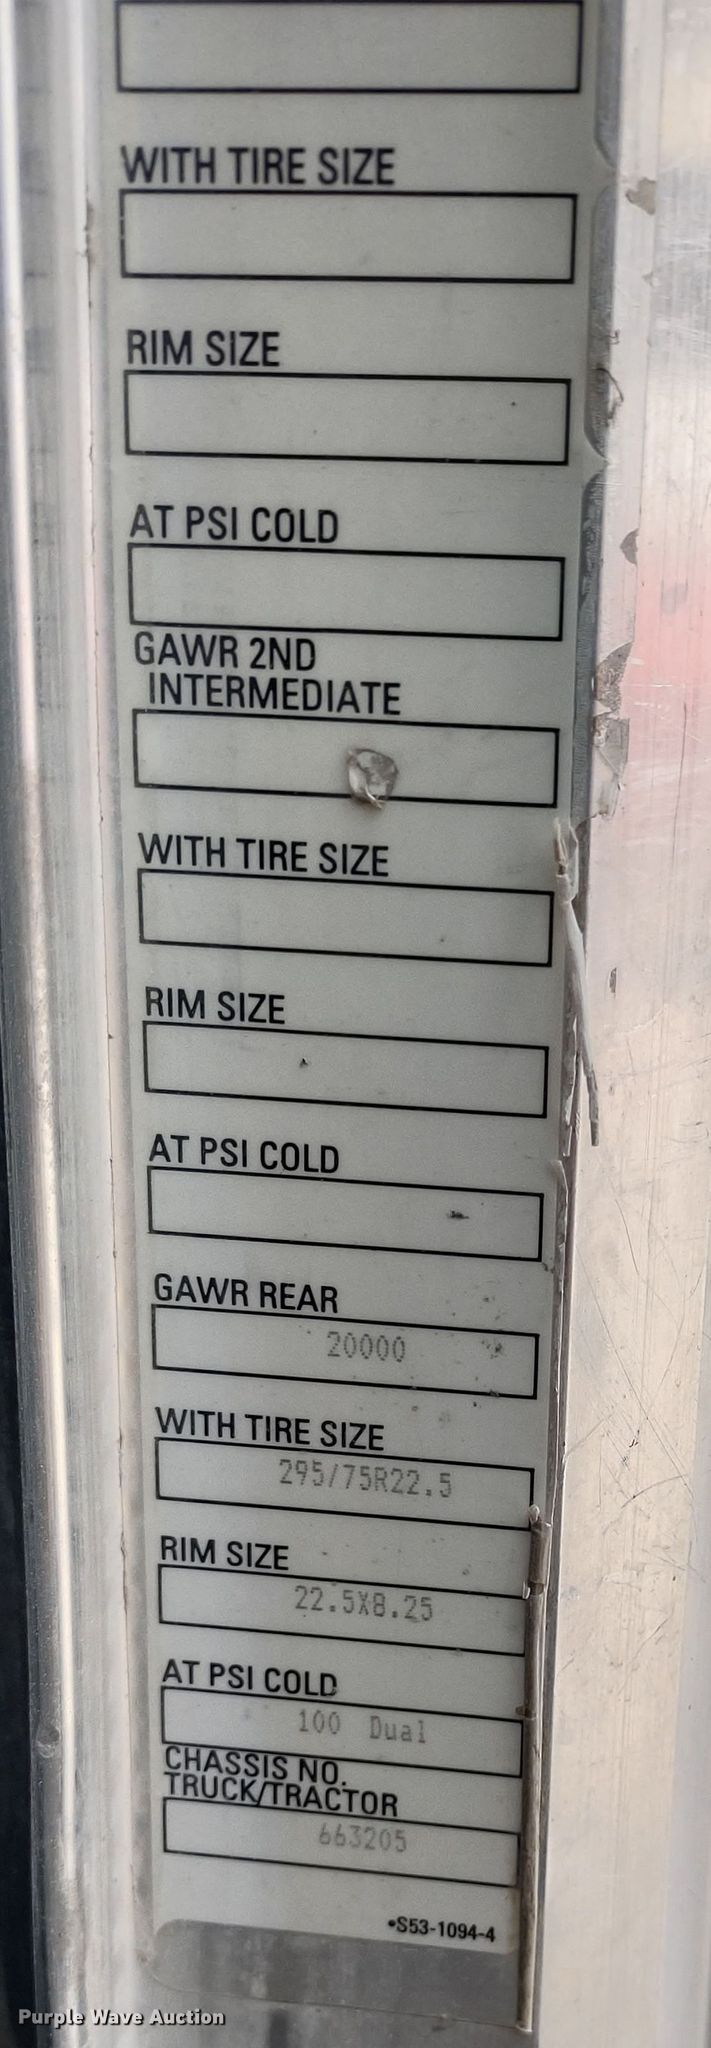 WITH TIRE SIZE
RIM SIZE
AT PSI COLD
GAWR 2ND
INTERMEDIATE
WITH TIRE SIZE
RIM SIZE
AT PSI COLD
GAWR REAR
20000
WITH TIRE SIZE
295/75R22.5
RIM SIZE
22.5X8.25
AT PSI COLD
100 Dual
CHASSIS NO.
TRUCK/TRACTOR
663205
•S53-1094-4
Purple Wave Auction